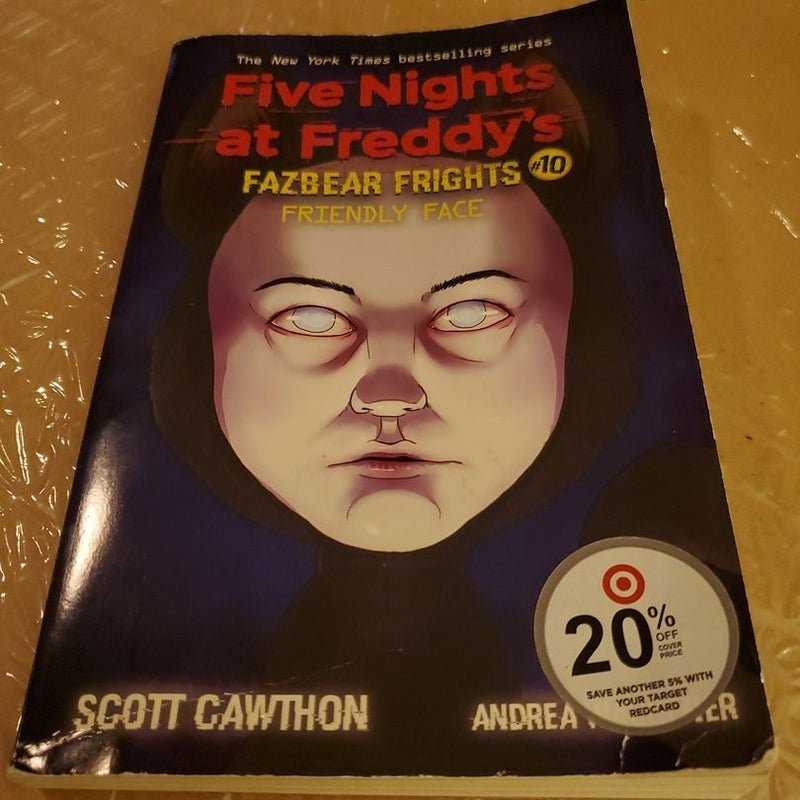 The New York Times bestselling series
Five Nights
at Freddy's
FAZBEAR FRIGHTS #10
FRIENDLY FACE
20% OFF
COVER
PRICE
SAVE ANOTHER 5% WITH
YOUR TARGET
REDCARD
SCOTT CAWTHON
ANDREA